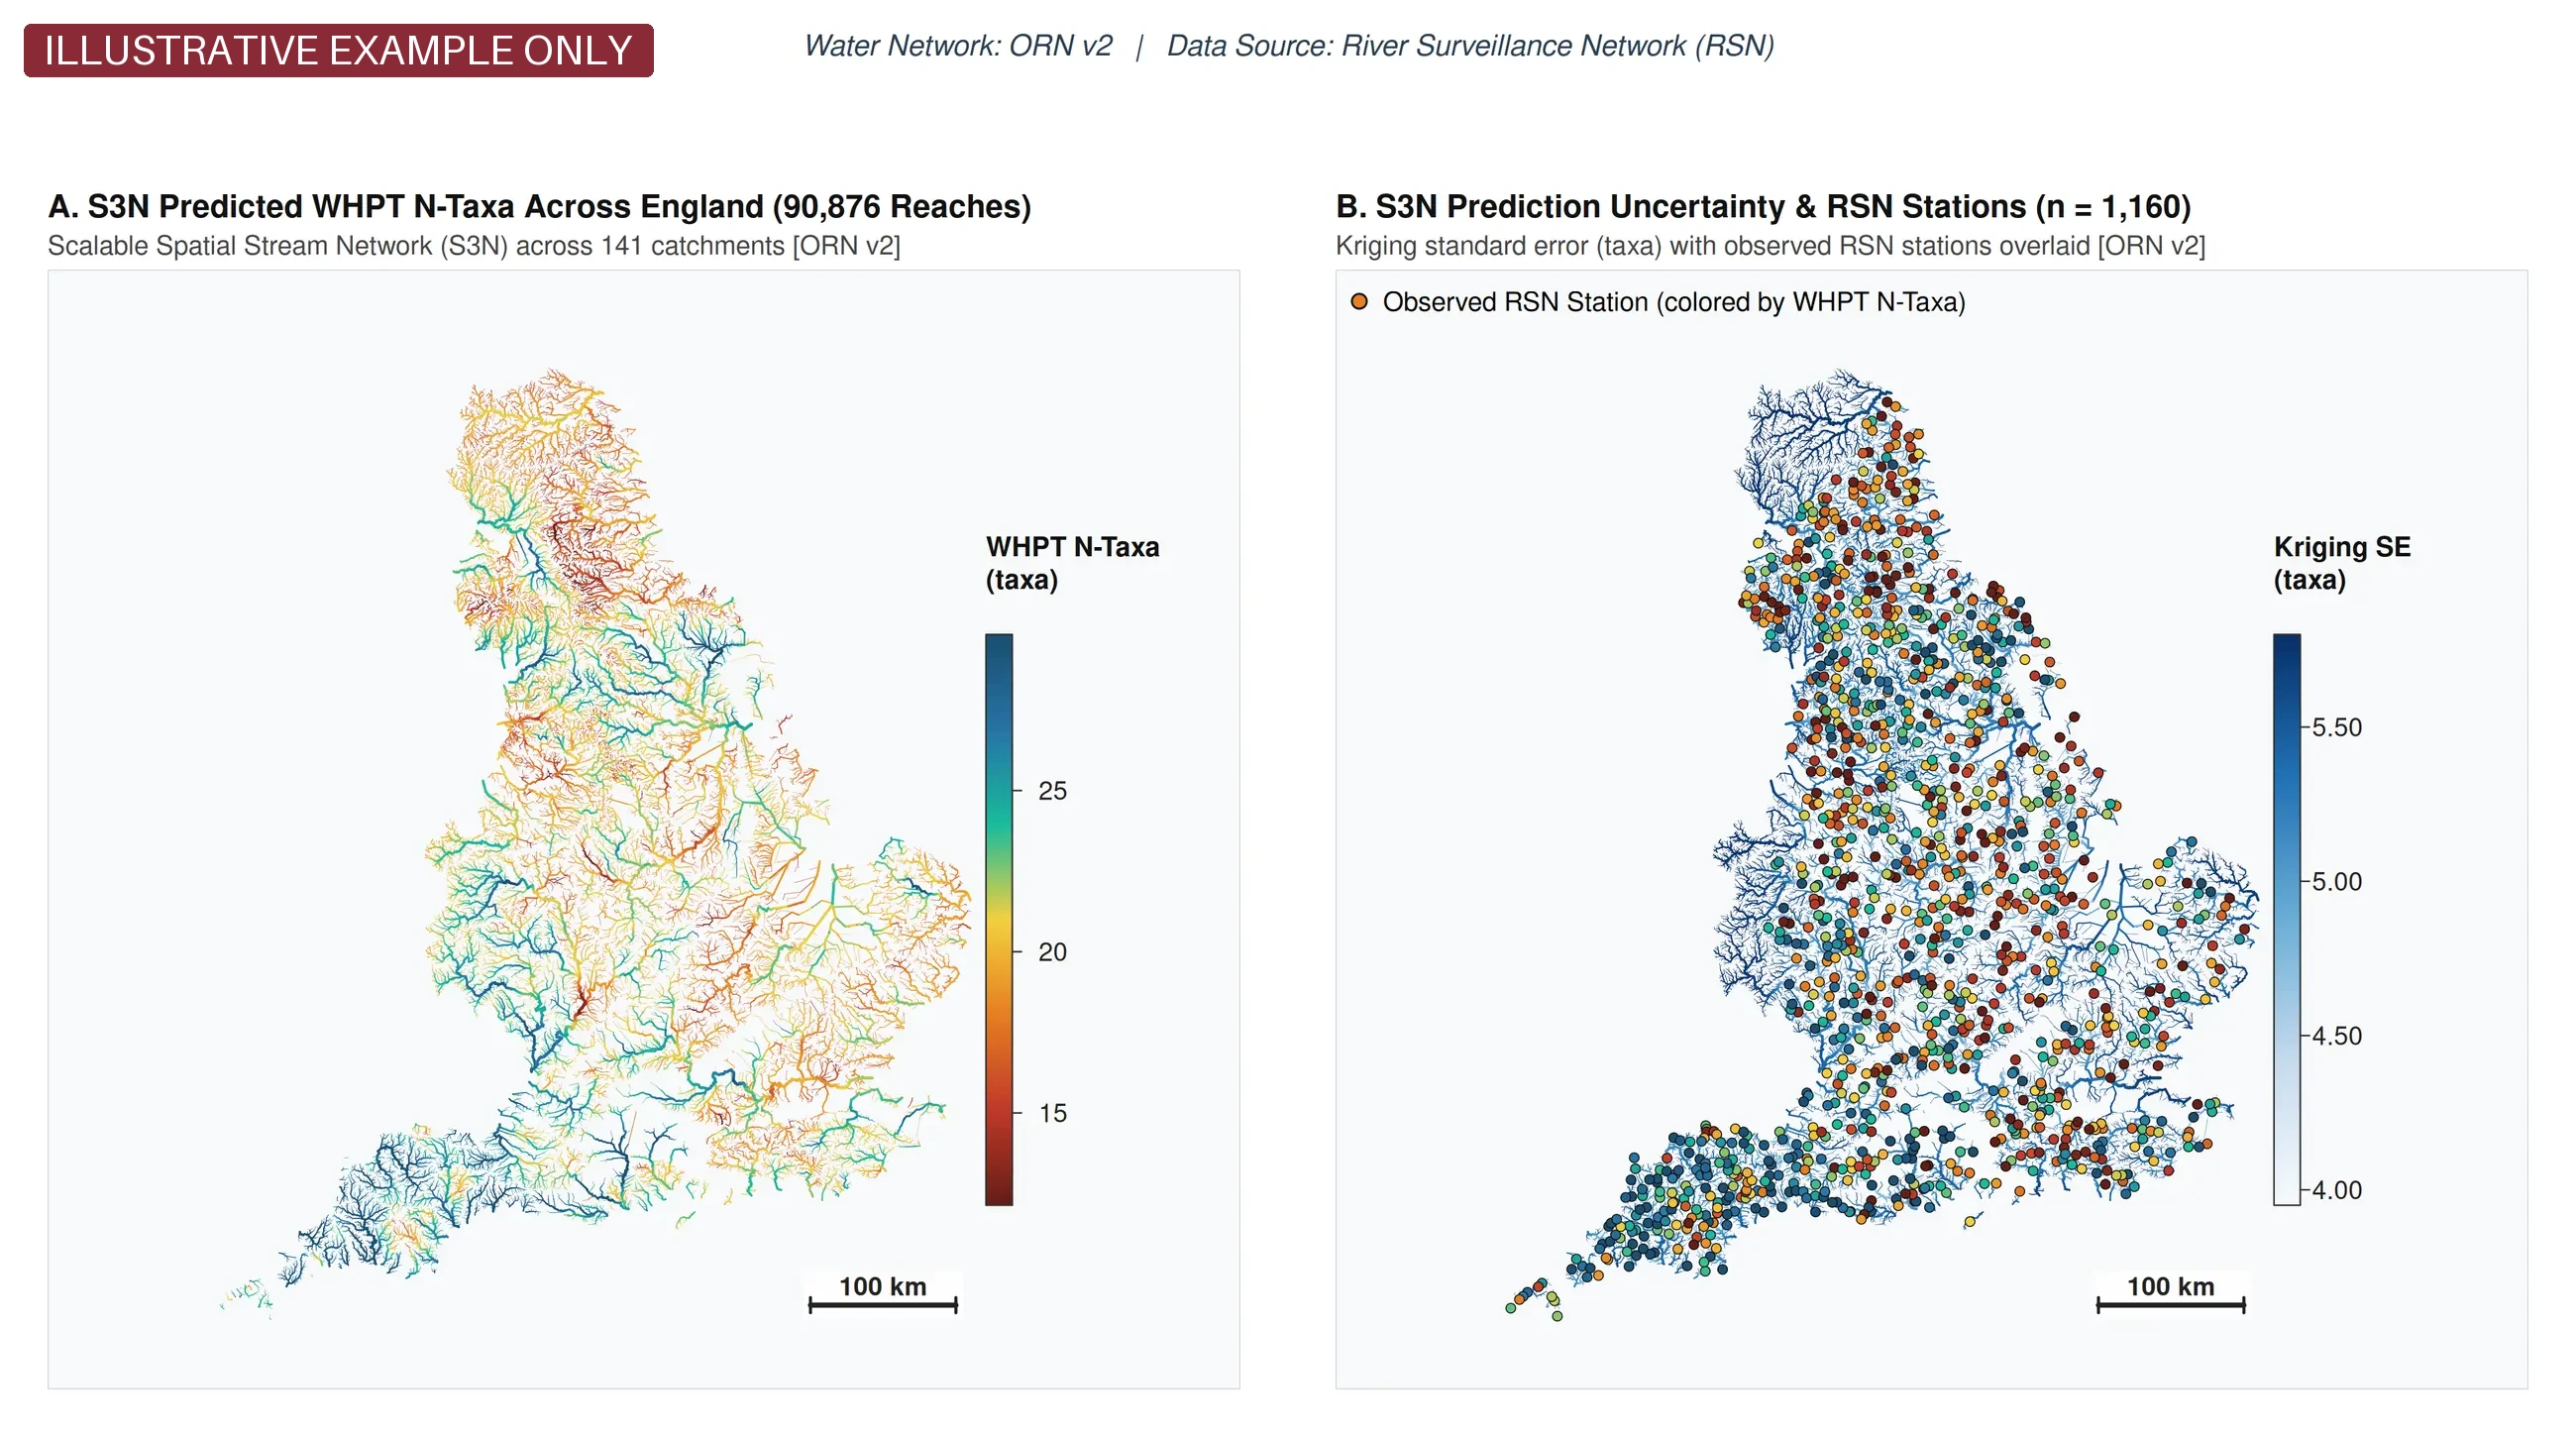 ILLUSTRATIVE EXAMPLE ONLY
Water Network: ORN v2 | Data Source: River Surveillance Network (RSN)
A. S3N Predicted WHPT N-Taxa Across England (90,876 Reaches)
Scalable Spatial Stream Network (S3N) across 141 catchments [ORN v2]
WHPT N-Taxa
(taxa)
25
20
15
100 km
B. S3N Prediction Uncertainty & RSN Stations (n = 1,160)
Kriging standard error (taxa) with observed RSN stations overlaid [ORN v2]
Observed RSN Station (colored by WHPT N-Taxa)
Kriging SE
(taxa)
5.50
5.00
4.50
4.00
100 km